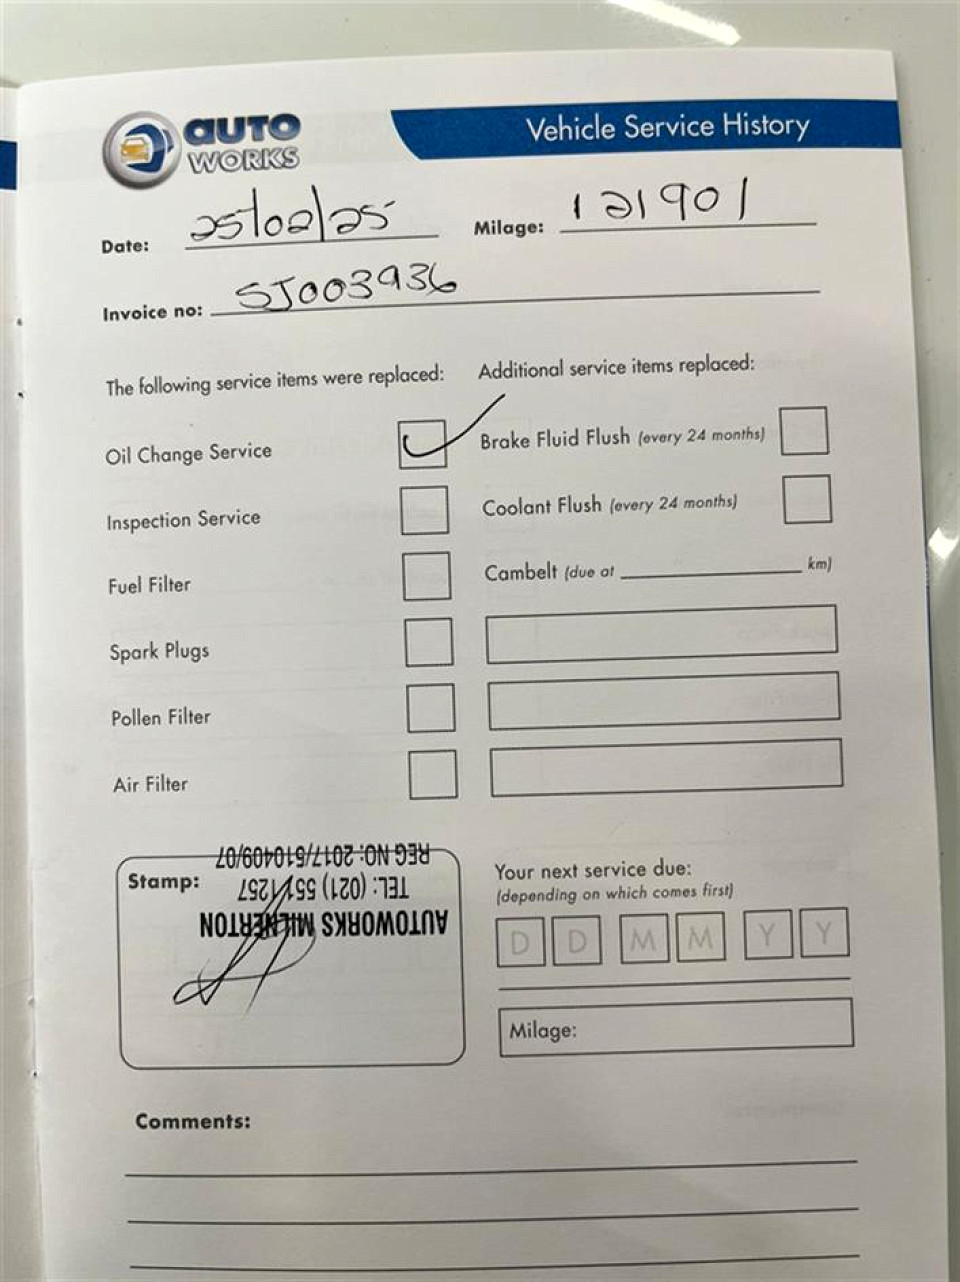 AUTO
WORKS
Vehicle Service History
Date: 25/02/25
Milage: 121901
Invoice no: SJ003936
The following service items were replaced:
Additional service items replaced:
Oil Change Service
Brake Fluid Flush (every 24 months)
Inspection Service
Coolant Flush (every 24 months)
Fuel Filter
Cambelt (due at km)
Spark Plugs
Pollen Filter
Air Filter
Stamp:
AUTOWORKS MILNERTON
TEL: (021) 551 1257
REG NO: 2017/510409/07
Your next service due:
(depending on which comes first)
D D M M Y Y
Milage:
Comments: